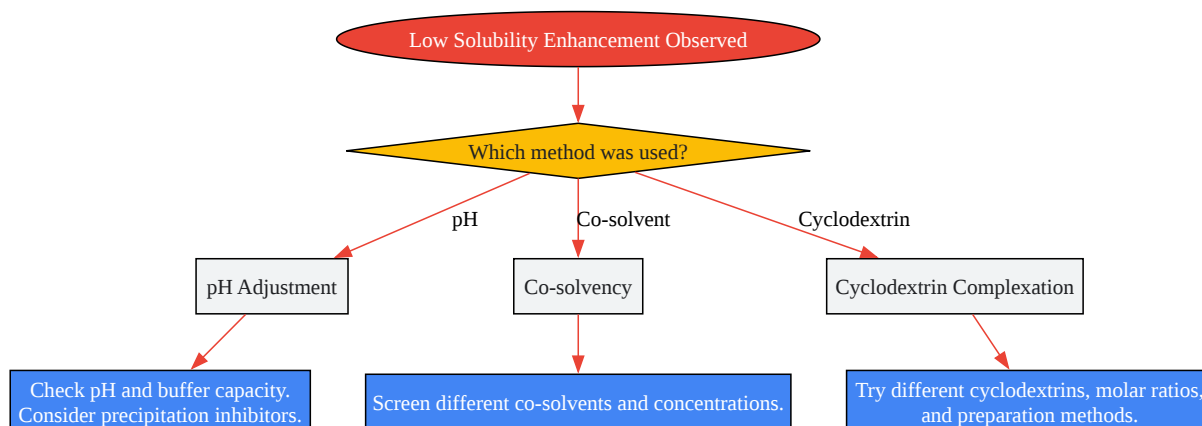 Low Solubility Enhancement Observed
Which method was used?
pH
Co-solvent
Cyclodextrin
pH Adjustment
Co-solvency
Cyclodextrin Complexation
Check pH and buffer capacity.
Consider precipitation inhibitors.
Screen different co-solvents and concentrations.
Try different cyclodextrins, molar ratios,
and preparation methods.